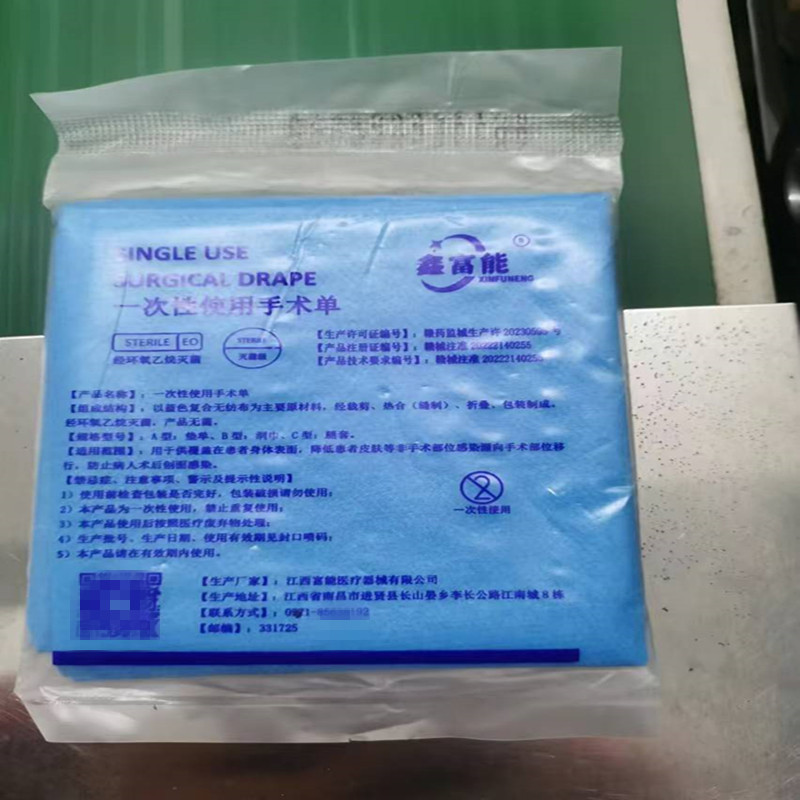 SINGLE USE
SURGICAL DRAPE
一次性使用手术单
鑫富能
®
XINFUNENG
STERILE EO
经环氧乙烷灭菌
STERILE
灭菌级
【生产许可证编号】：赣药监械生产许 号
【产品注册证编号】：赣械注准 20222140255
【产品技术要求编号】：赣械注准 20222140255
【产品名称】：一次性使用手术单
【组成结构】：以蓝色复合无纺布为主要原材料，经裁剪、热合（缝制）、折叠、包装制成。
经环氧乙烷灭菌，产品无菌。
【规格型号】：A型：垫单、B型：洞巾、C型：腿套。
【适用范围】：用于供覆盖在患者身体表面，降低患者皮肤等非手术部位感染源向手术部位移
行，防止病人术后创面感染。
【禁忌症、注意事项、警示及提示性说明】
1）使用前检查包装是否完好，包装破损请勿使用；
2）本产品为一次性使用，禁止重复使用；
3）本产品使用后按照医疗废弃物处理；
4）生产批号、生产日期、使用有效期见封口喷码；
5）本产品请在有效期内使用。
2
一次性使用
【生产厂家】：江西富能医疗器械有限公司
【生产地址】：江西省南昌市进贤县长山晏乡李长公路江南城8栋
【联系方式】：
【邮编】：331725